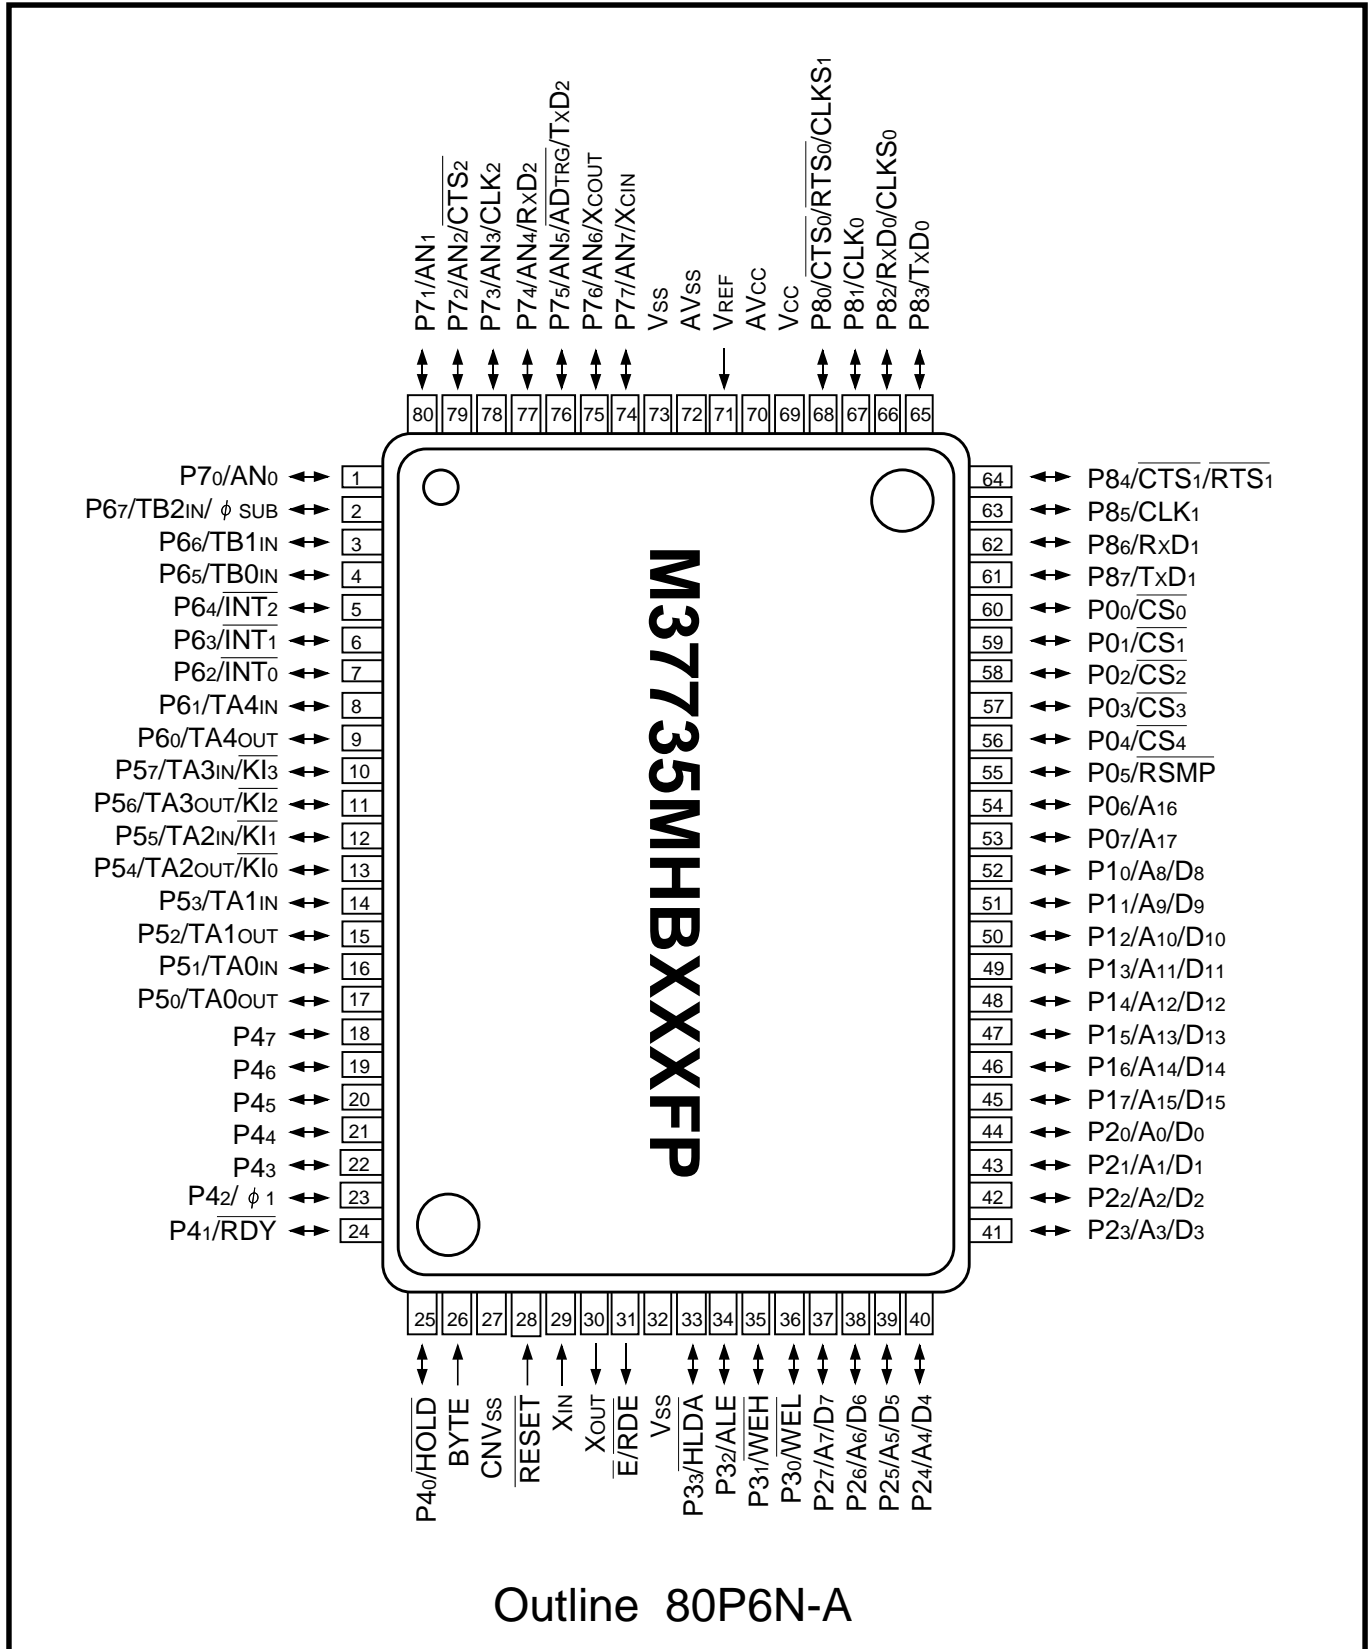 P71/AN1
P72/AN2/CTS2
P73/AN3/CLK2
P74/AN4/RXD2
P75/AN5/ADTRG/TXD2
P76/AN6/XCOUT
P77/AN7/XCIN
VSS
AVSS
VREF
AVCC
VCC
P80/CTS0/RTS0/CLKS1
P81/CLK0
P82/RXD0/CLKS0
P83/TXD0
80 79 78 77 76 75 74 73 72 71 70 69 68 67 66 65
P70/AN0 1
P67/TB2IN/ ϕ SUB 2
P66/TB1IN 3
P65/TB0IN 4
P64/INT2 5
P63/INT1 6
P62/INT0 7
P61/TA4IN 8
P60/TA4OUT 9
P57/TA3IN/KI3 10
P56/TA3OUT/KI2 11
P55/TA2IN/KI1 12
P54/TA2OUT/KI0 13
P53/TA1IN 14
P52/TA1OUT 15
P51/TA0IN 16
P50/TA0OUT 17
P47 18
P46 19
P45 20
P44 21
P43 22
P42/ ϕ 1 23
P41/RDY 24
M37735MHBXXXFP
64 P84/CTS1/RTS1
63 P85/CLK1
62 P86/RXD1
61 P87/TXD1
60 P00/CS0
59 P01/CS1
58 P02/CS2
57 P03/CS3
56 P04/CS4
55 P05/RSMP
54 P06/A16
53 P07/A17
52 P10/A8/D8
51 P11/A9/D9
50 P12/A10/D10
49 P13/A11/D11
48 P14/A12/D12
47 P15/A13/D13
46 P16/A14/D14
45 P17/A15/D15
44 P20/A0/D0
43 P21/A1/D1
42 P22/A2/D2
41 P23/A3/D3
25 26 27 28 29 30 31 32 33 34 35 36 37 38 39 40
P40/HOLD
BYTE
CNVSS
RESET
XIN
XOUT
E/RDE
VSS
P33/HLDA
P32/ALE
P31/WEH
P30/WEL
P27/A7/D7
P26/A6/D6
P25/A5/D5
P24/A4/D4
Outline 80P6N-A